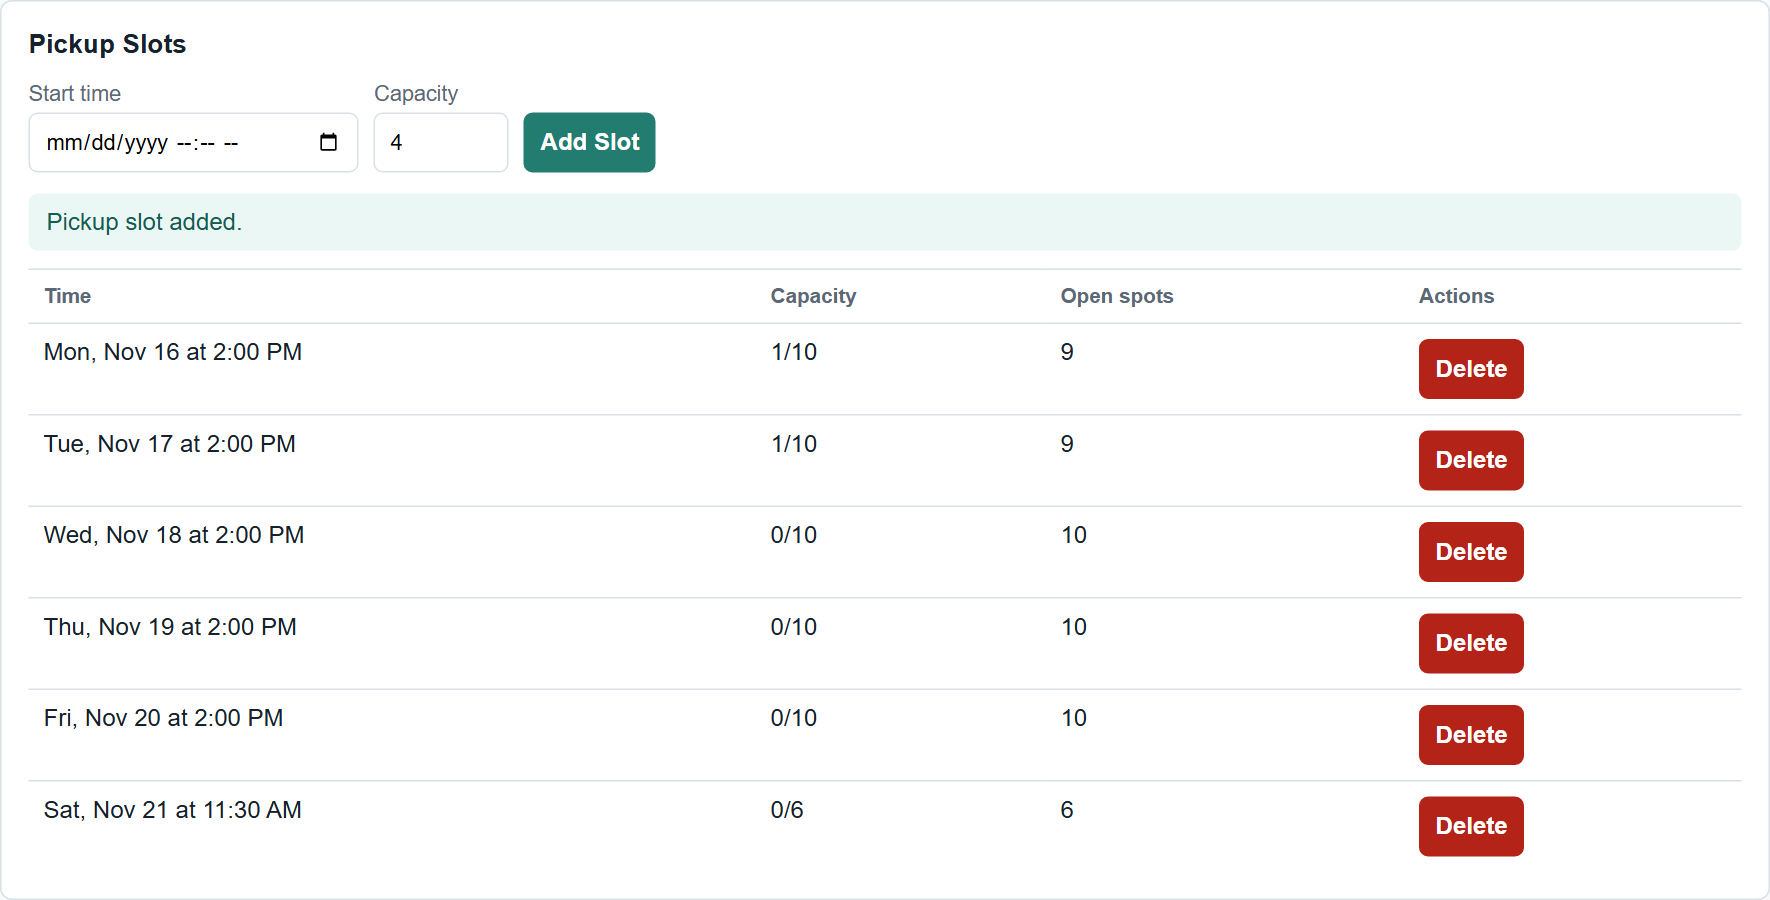 Pickup Slots
Start time Capacity
mm/dd/yyyy --:-- -- 4 Add Slot
Pickup slot added.
Time Capacity Open spots Actions
Mon, Nov 16 at 2:00 PM 1/10 9 Delete
Tue, Nov 17 at 2:00 PM 1/10 9 Delete
Wed, Nov 18 at 2:00 PM 0/10 10 Delete
Thu, Nov 19 at 2:00 PM 0/10 10 Delete
Fri, Nov 20 at 2:00 PM 0/10 10 Delete
Sat, Nov 21 at 11:30 AM 0/6 6 Delete